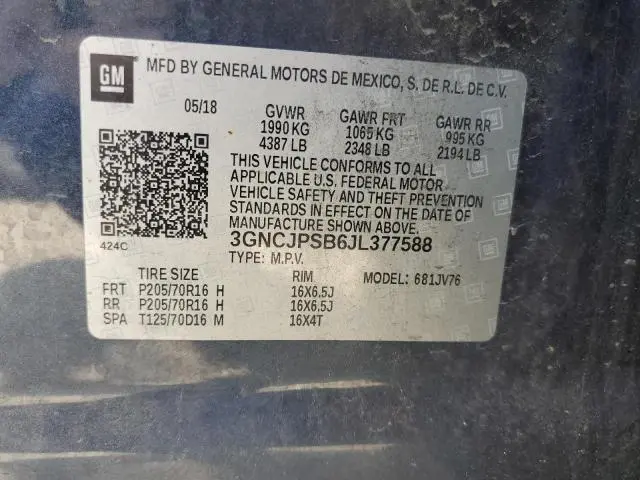 GM MFD BY GENERAL MOTORS DE MEXICO, S. DE R.L. DE C.V.
05/18 GVWR GAWR FRT GAWR RR
1990 KG 1065 KG 995 KG
4387 LB 2348 LB 2194 LB
THIS VEHICLE CONFORMS TO ALL
APPLICABLE U.S. FEDERAL MOTOR
VEHICLE SAFETY AND THEFT PREVENTION
STANDARDS IN EFFECT ON THE DATE OF
MANUFACTURE SHOWN ABOVE.
424C 3GNCJPSB6JL377588
TYPE: M.P.V.
TIRE SIZE RIM MODEL: 681JV76
FRT P205/70R16 H 16X6.5J
RR P205/70R16 H 16X6.5J
SPA T125/70D16 M 16X4T